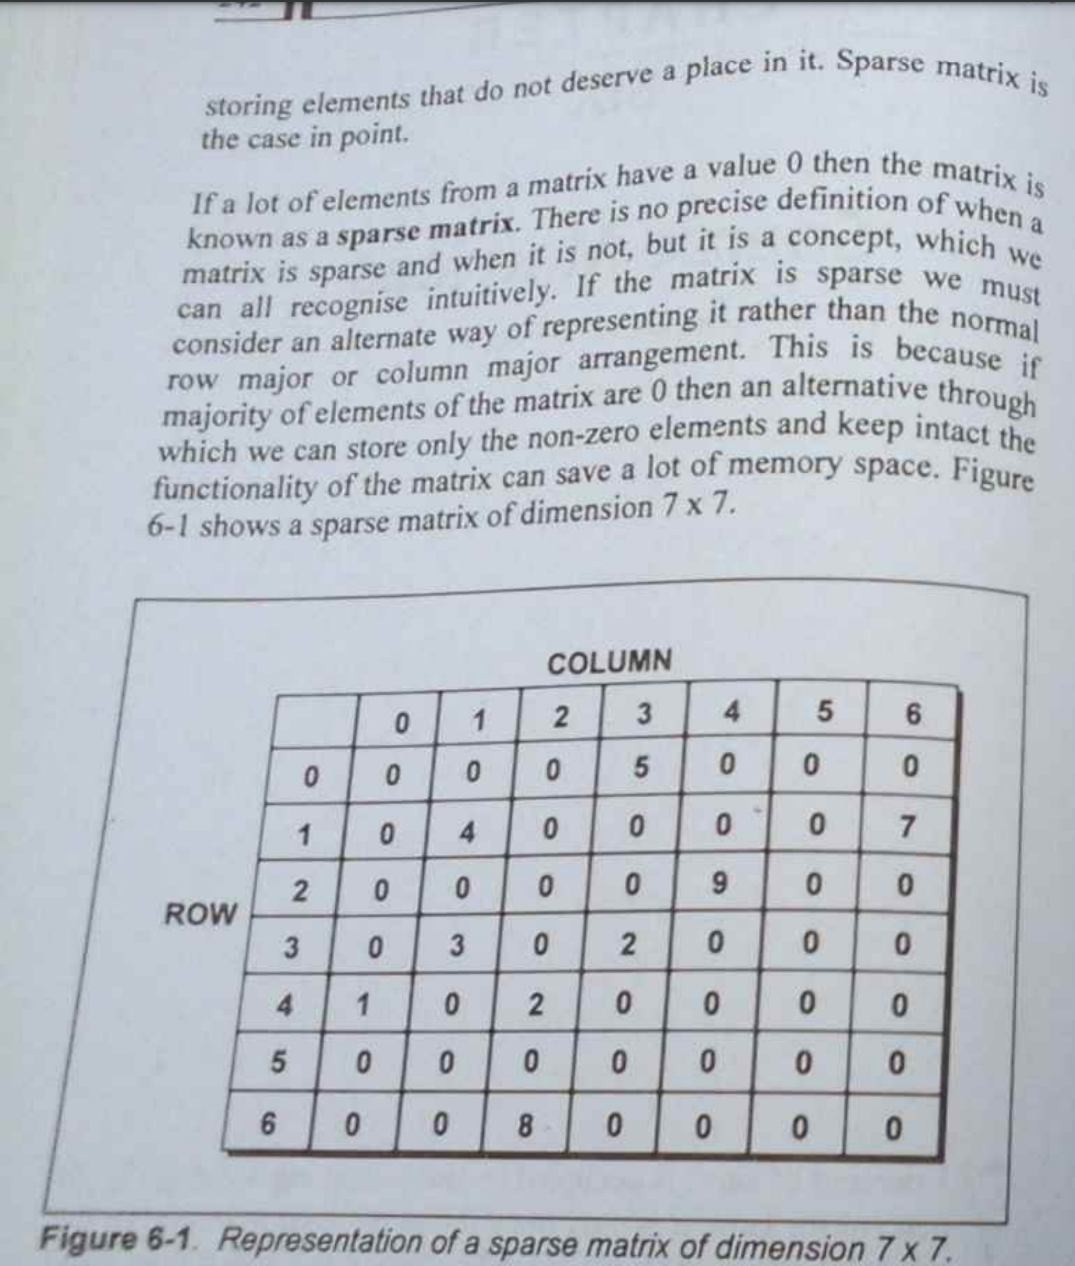 storing elements that do not deserve a place in it. Sparse matrix is
the case in point.
If a lot of elements from a matrix have a value 0 then the matrix is
known as a sparse matrix. There is no precise definition of when a
matrix is sparse and when it is not, but it is a concept, which we
can all recognise intuitively. If the matrix is sparse we must
consider an alternate way of representing it rather than the normal
row major or column major arrangement. This is because if
majority of elements of the matrix are 0 then an alternative through
which we can store only the non-zero elements and keep intact the
functionality of the matrix can save a lot of memory space. Figure
6-1 shows a sparse matrix of dimension 7 x 7.
COLUMN
0 1 2 3 4 5 6
0 0 0 0 5 0 0 0
1 0 4 0 0 0 0 7
2 0 0 0 0 9 0 0
ROW
3 0 3 0 2 0 0 0
4 1 0 2 0 0 0 0
5 0 0 0 0 0 0 0
6 0 0 8 0 0 0 0
Figure 6-1. Representation of a sparse matrix of dimension 7 x 7.